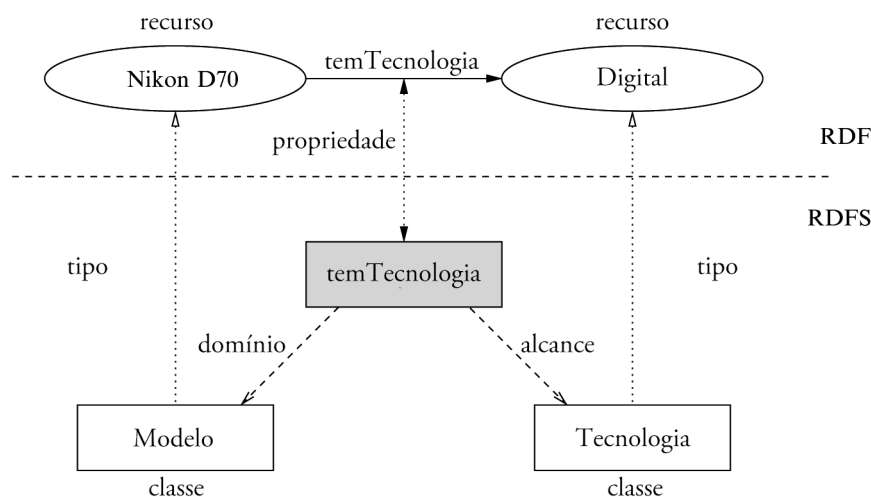 recurso
recurso
temTecnologia
Nikon D70
Digital
propriedade
RDF
RDFS
tipo
temTecnologia
tipo
domínio
alcance
Modelo
Tecnologia
classe
classe